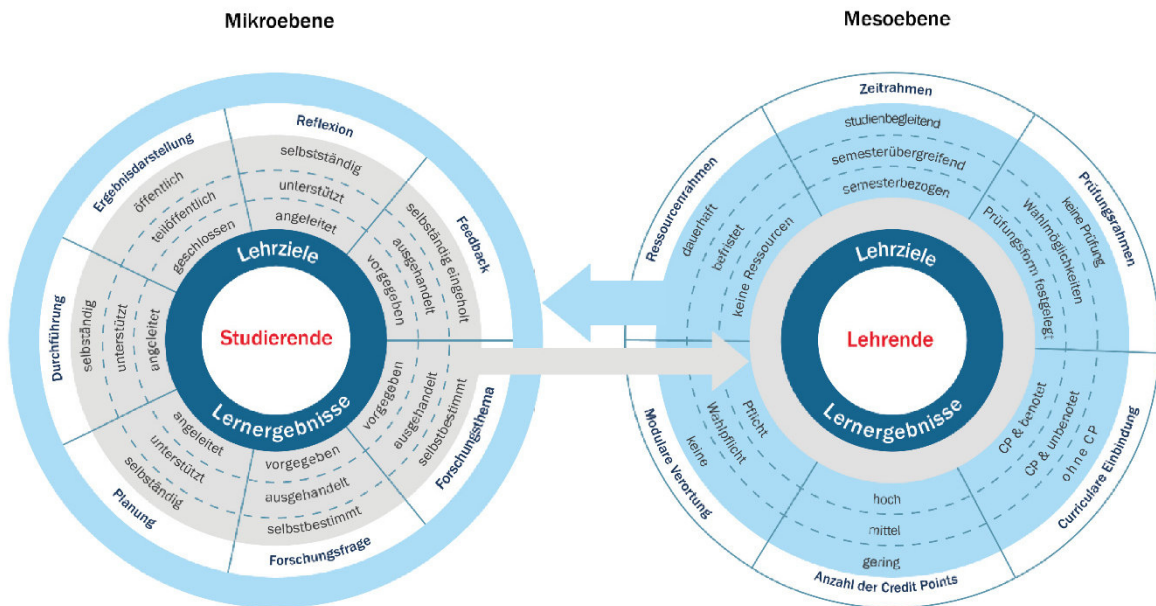 Mikroebene
Reflexion
selbstständig
unterstützt
angeleitet
Feedback
selbständig eingeholt
ausgehandelt
vorgegeben
Forschungsthema
selbstbestimmt
ausgehandelt
vorgegeben
Forschungsfrage
selbstbestimmt
ausgehandelt
vorgegeben
Planung
selbständig
unterstützt
angeleitet
Durchführung
selbständig
unterstützt
angeleitet
Ergebnisdarstellung
öffentlich
teilöffentlich
geschlossen
Lehrziele
Studierende
Lernergebnisse
Mesoebene
Zeitrahmen
studienbegleitend
semesterübergreifend
semesterbezogen
Prüfungsrahmen
keine Prüfung
Wahlmöglichkeiten
Prüfungsform festgelegt
Curriculare Einbindung
ohne CP
CP & unbenotet
CP & benotet
Anzahl der Credit Points
gering
mittel
hoch
Modulare Verortung
keine
Wahlpflicht
Pflicht
Ressourcenrahmen
dauerhaft
befristet
keine Ressourcen
Lehrziele
Lehrende
Lernergebnisse